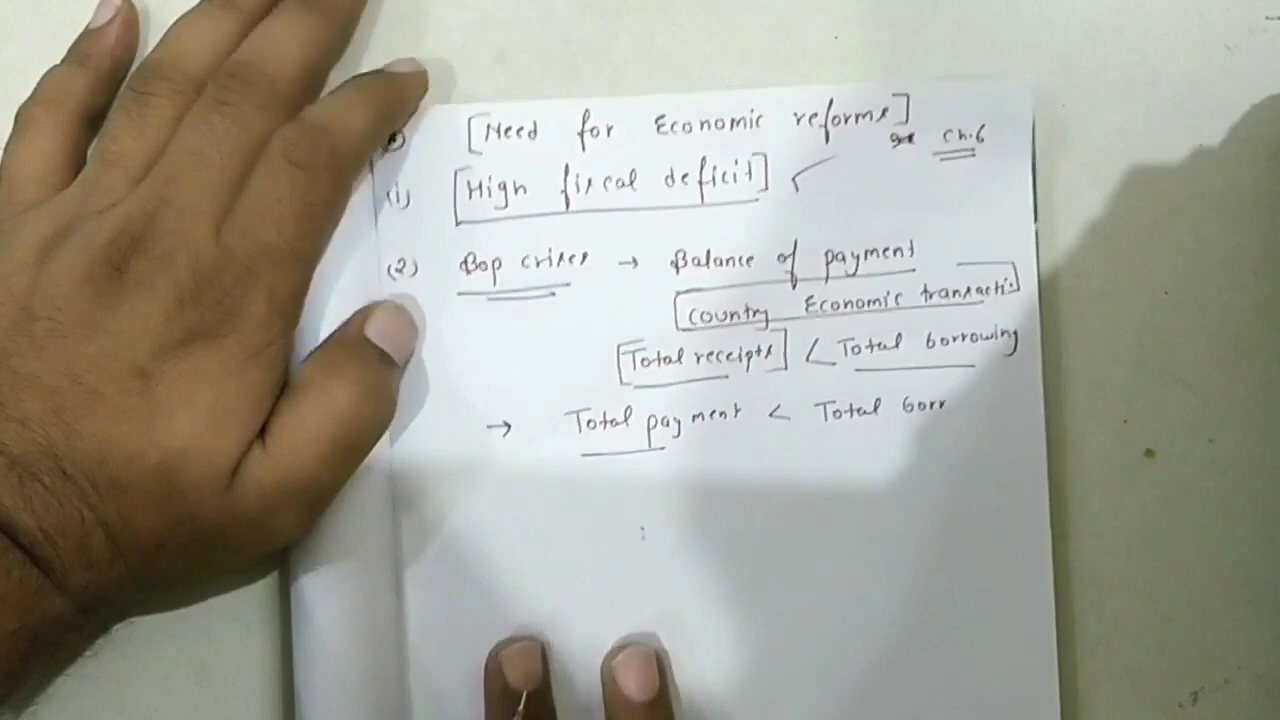 [Need for Economic reforms] Ch.6
(1) [High fiscal deficit]
(2) Bop crises → Balance of payment
Country Economic transacti
[Total receipts] < Total borrowing
→ Total payment < Total borr